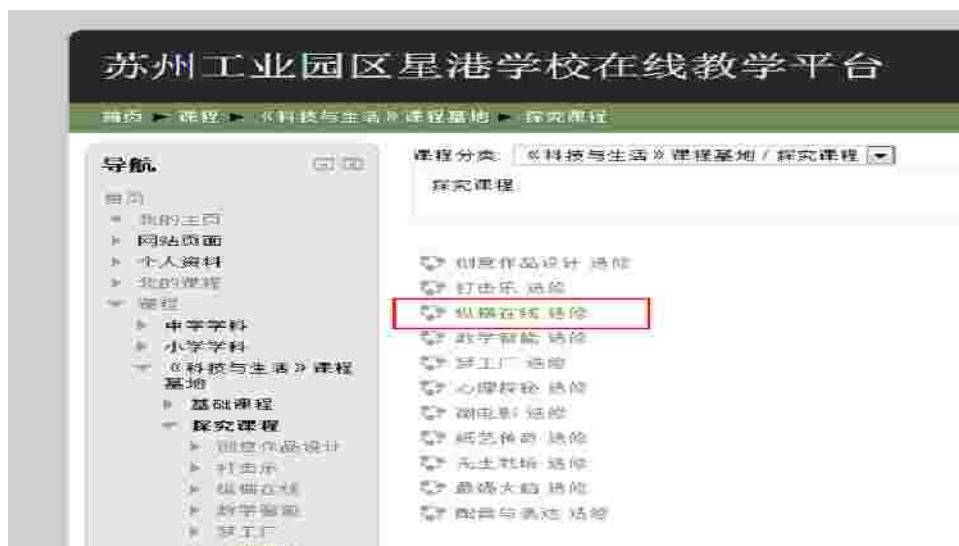 苏州工业园区星港学校在线教学平台
首页 ► 课程 ► 《科技与生活》课程基地 ► 探究课程
导航
首页
我的主页
网站页面
个人资料
我的课程
课程
中学学科
小学学科
《科技与生活》课程
基地
基础课程
探究课程
创意作品设计
打击乐
纵横在线
数学智能
梦工厂
课程分类: 《科技与生活》课程基地 / 探究课程
探究课程
创意作品设计 选修
打击乐 选修
纵横在线 选修
数学智能 选修
梦工厂 选修
心理探秘 选修
微电影 选修
纸艺传奇 选修
无土栽培 选修
最强大脑 选修
配音与表达 选修